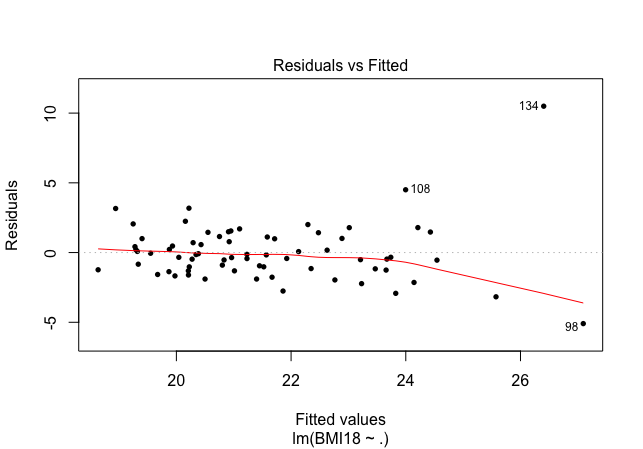 Residuals vs Fitted
Residuals
10
5
0
-5
134
108
98
20
22
24
26
Fitted values
lm(BMI18 ~ .)